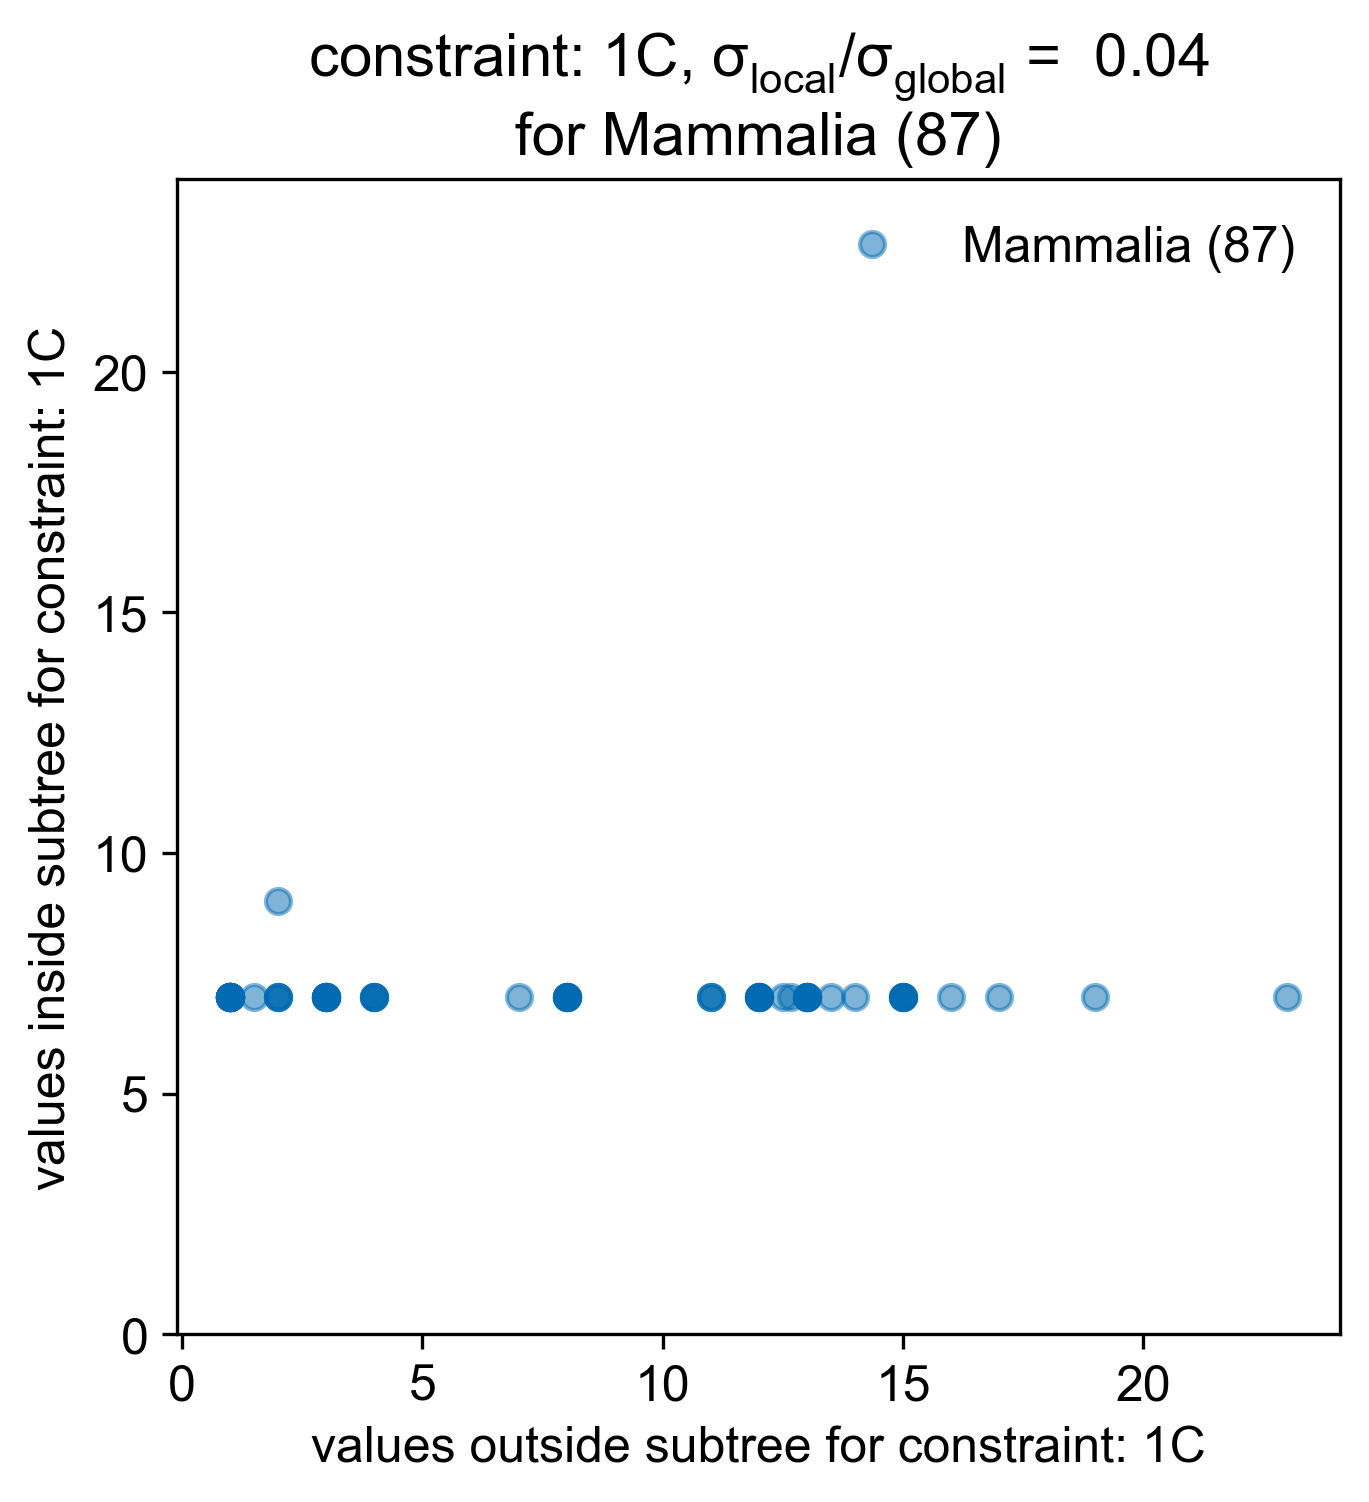 constraint: 1C, σlocal/σglobal = 0.04
for Mammalia (87)
Mammalia (87)
values inside subtree for constraint: 1C
20
15
10
5
0
0 5 10 15 20
values outside subtree for constraint: 1C